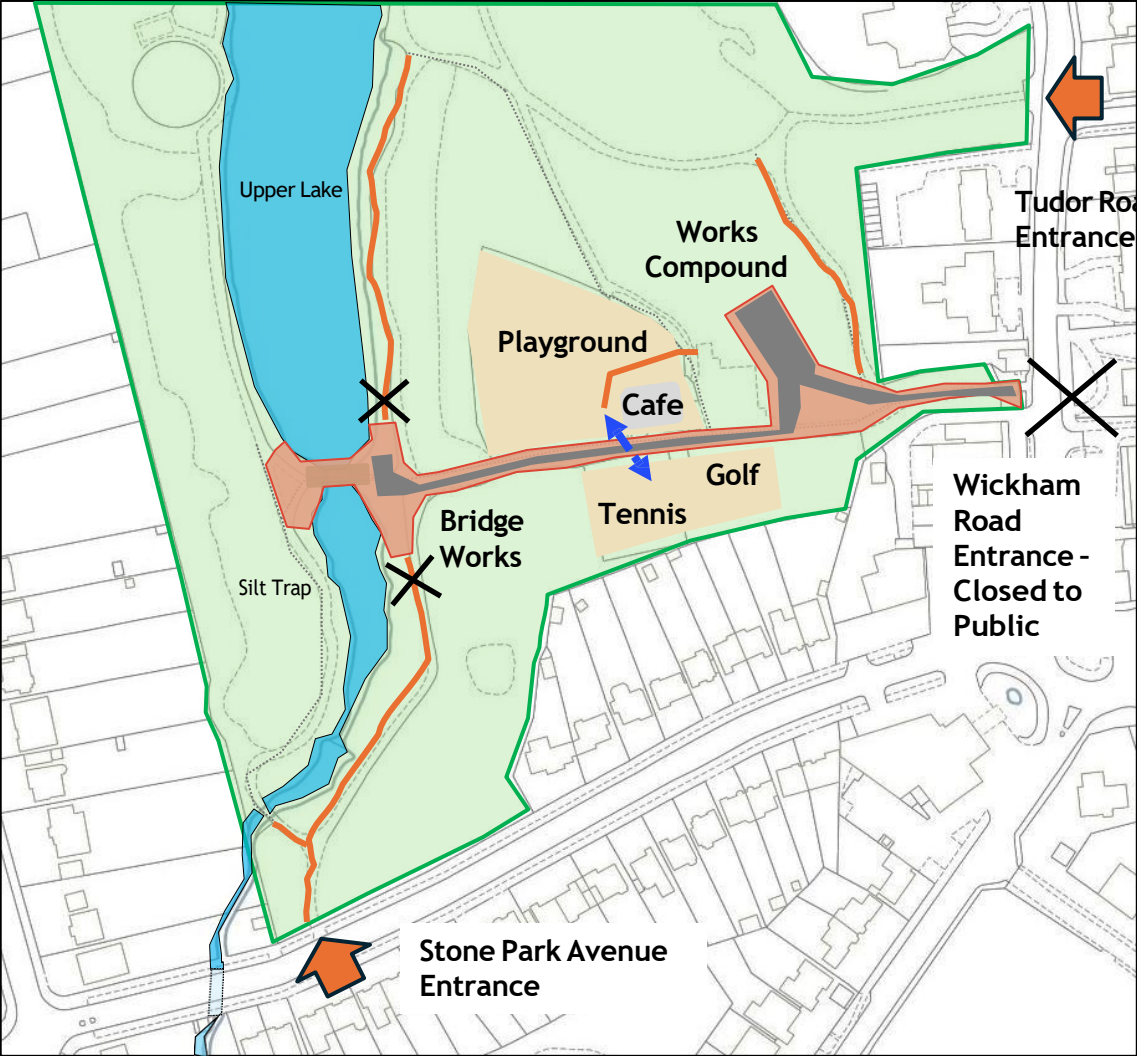 Upper Lake
Tudor Roa
Entrance
Works
Compound
Playground
Cafe
Golf
Tennis
Wickham
Road
Entrance -
Closed to
Public
Bridge
Works
Silt Trap
Stone Park Avenue
Entrance